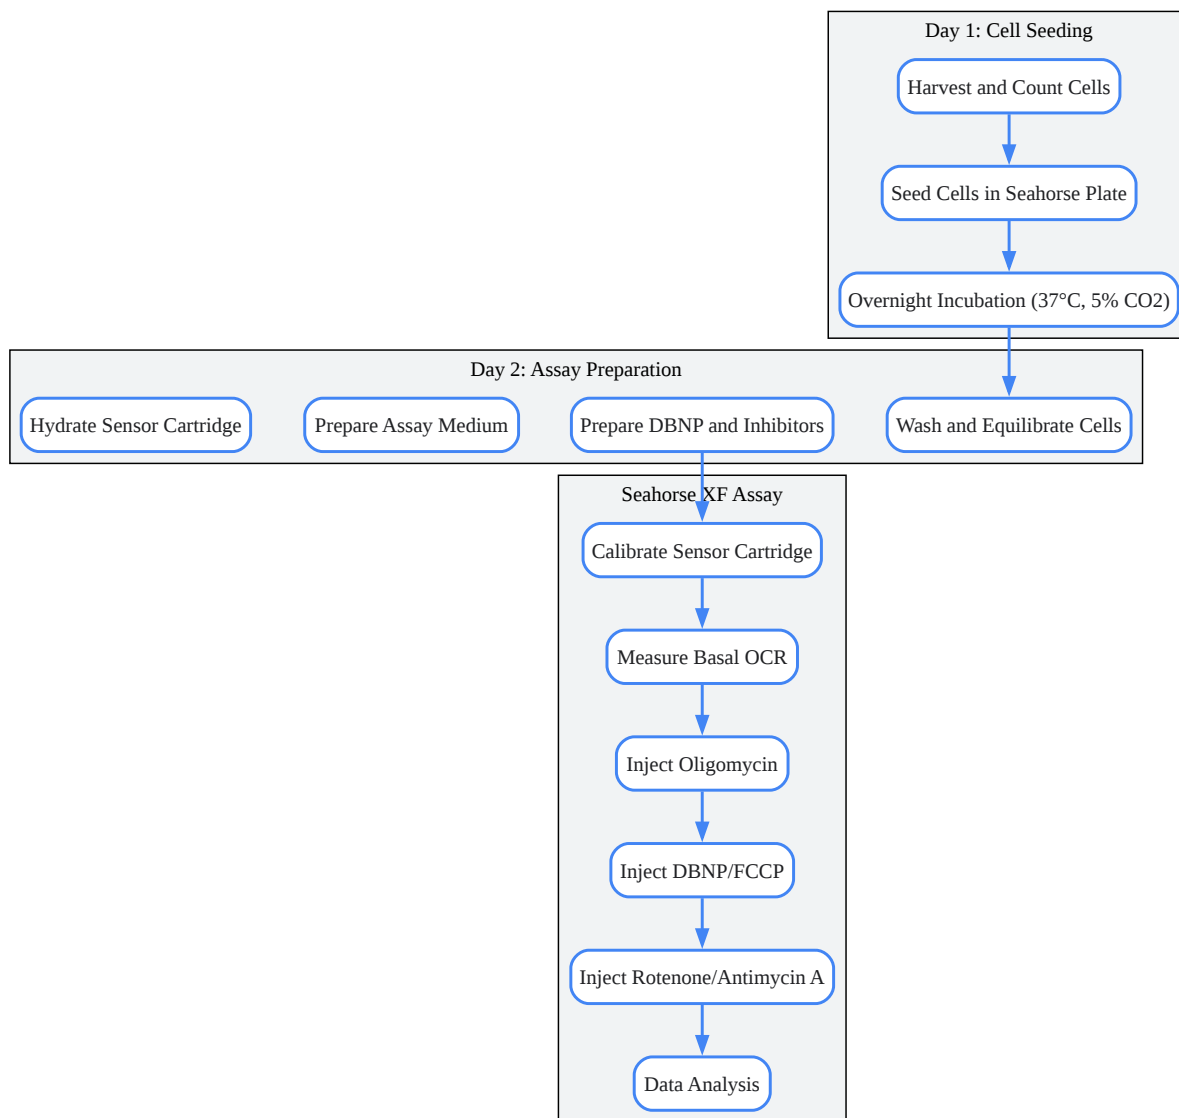 Day 1: Cell Seeding
Harvest and Count Cells
Seed Cells in Seahorse Plate
Overnight Incubation (37°C, 5% CO2)
Day 2: Assay Preparation
Hydrate Sensor Cartridge
Prepare Assay Medium
Prepare DBNP and Inhibitors
Wash and Equilibrate Cells
Seahorse XF Assay
Calibrate Sensor Cartridge
Measure Basal OCR
Inject Oligomycin
Inject DBNP/FCCP
Inject Rotenone/Antimycin A
Data Analysis